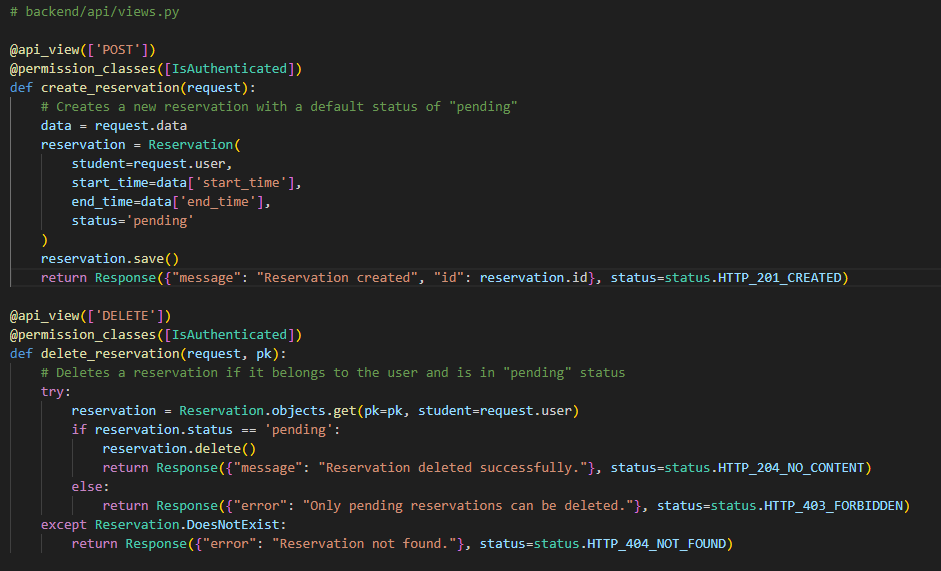 # backend/api/views.py
@api_view(['POST'])
@permission_classes([IsAuthenticated])
def create_reservation(request):
    # Creates a new reservation with a default status of "pending"
    data = request.data
    reservation = Reservation(
        student=request.user,
        start_time=data['start_time'],
        end_time=data['end_time'],
        status='pending'
    )
    reservation.save()
    return Response({"message": "Reservation created", "id": reservation.id}, status=status.HTTP_201_CREATED)
@api_view(['DELETE'])
@permission_classes([IsAuthenticated])
def delete_reservation(request, pk):
    # Deletes a reservation if it belongs to the user and is in "pending" status
    try:
        reservation = Reservation.objects.get(pk=pk, student=request.user)
        if reservation.status == 'pending':
            reservation.delete()
            return Response({"message": "Reservation deleted successfully."}, status=status.HTTP_204_NO_CONTENT)
        else:
            return Response({"error": "Only pending reservations can be deleted."}, status=status.HTTP_403_FORBIDDEN)
    except Reservation.DoesNotExist:
        return Response({"error": "Reservation not found."}, status=status.HTTP_404_NOT_FOUND)